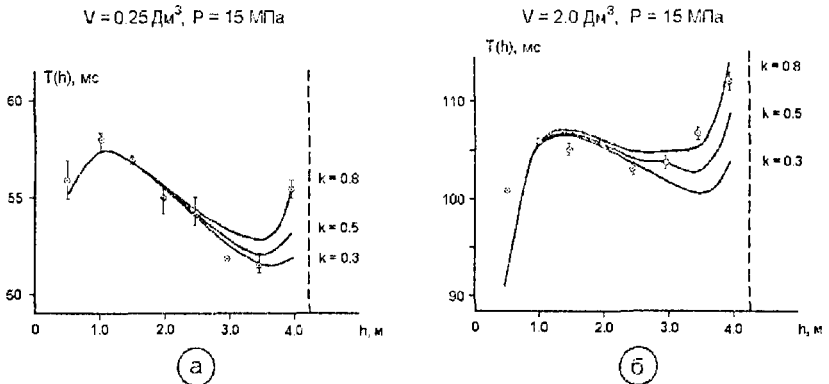 V = 0.25 Дм³, P = 15 МПа
T(h), мс
60
55
50
k = 0.8
k = 0.5
k = 0.3
0 1.0 2.0 3.0 4.0 h, м
а
V = 2.0 Дм³, P = 15 МПа
T(h), мс
110
100
90
k = 0.8
k = 0.5
k = 0.3
0 1.0 2.0 3.0 4.0 h, м
б